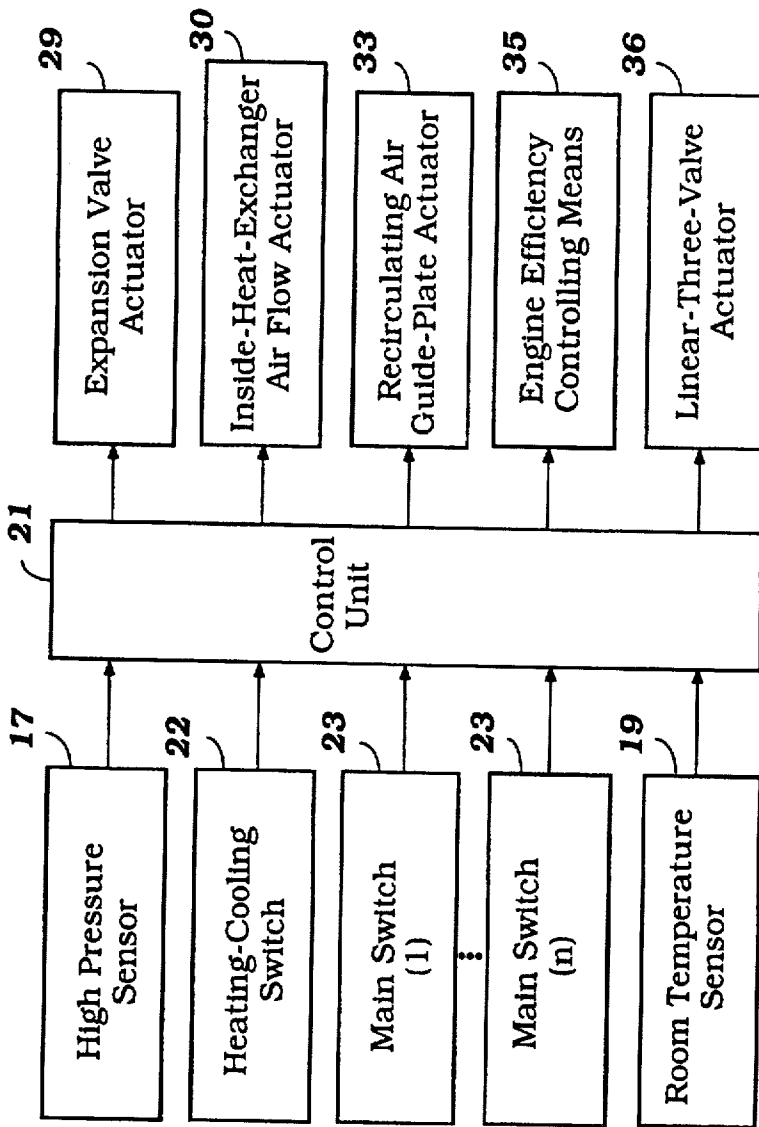 17
High Pressure
Sensor
22
Heating-Cooling
Switch
23
Main Switch
(1)
23
Main Switch
(n)
19
Room Temperature
Sensor
21
Control
Unit
29
Expansion Valve
Actuator
30
Inside-Heat-Exchanger
Air Flow Actuator
33
Recirculating Air
Guide-Plate Actuator
35
Engine Efficiency
Controlling Means
36
Linear-Three-Valve
Actuator